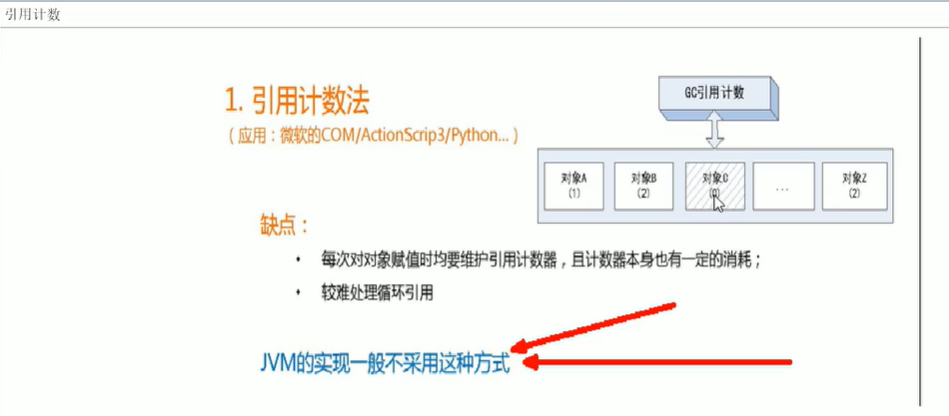 引用计数
1. 引用计数法
（应用：微软的COM/ActionScrip3/Python...）
GC引用计数
对象A
(1)
对象B
(2)
对象C
(0)
...
对象Z
(2)
缺点：
• 每次对对象赋值时均要维护引用计数器，且计数器本身也有一定的消耗；
• 较难处理循环引用
JVM的实现一般不采用这种方式